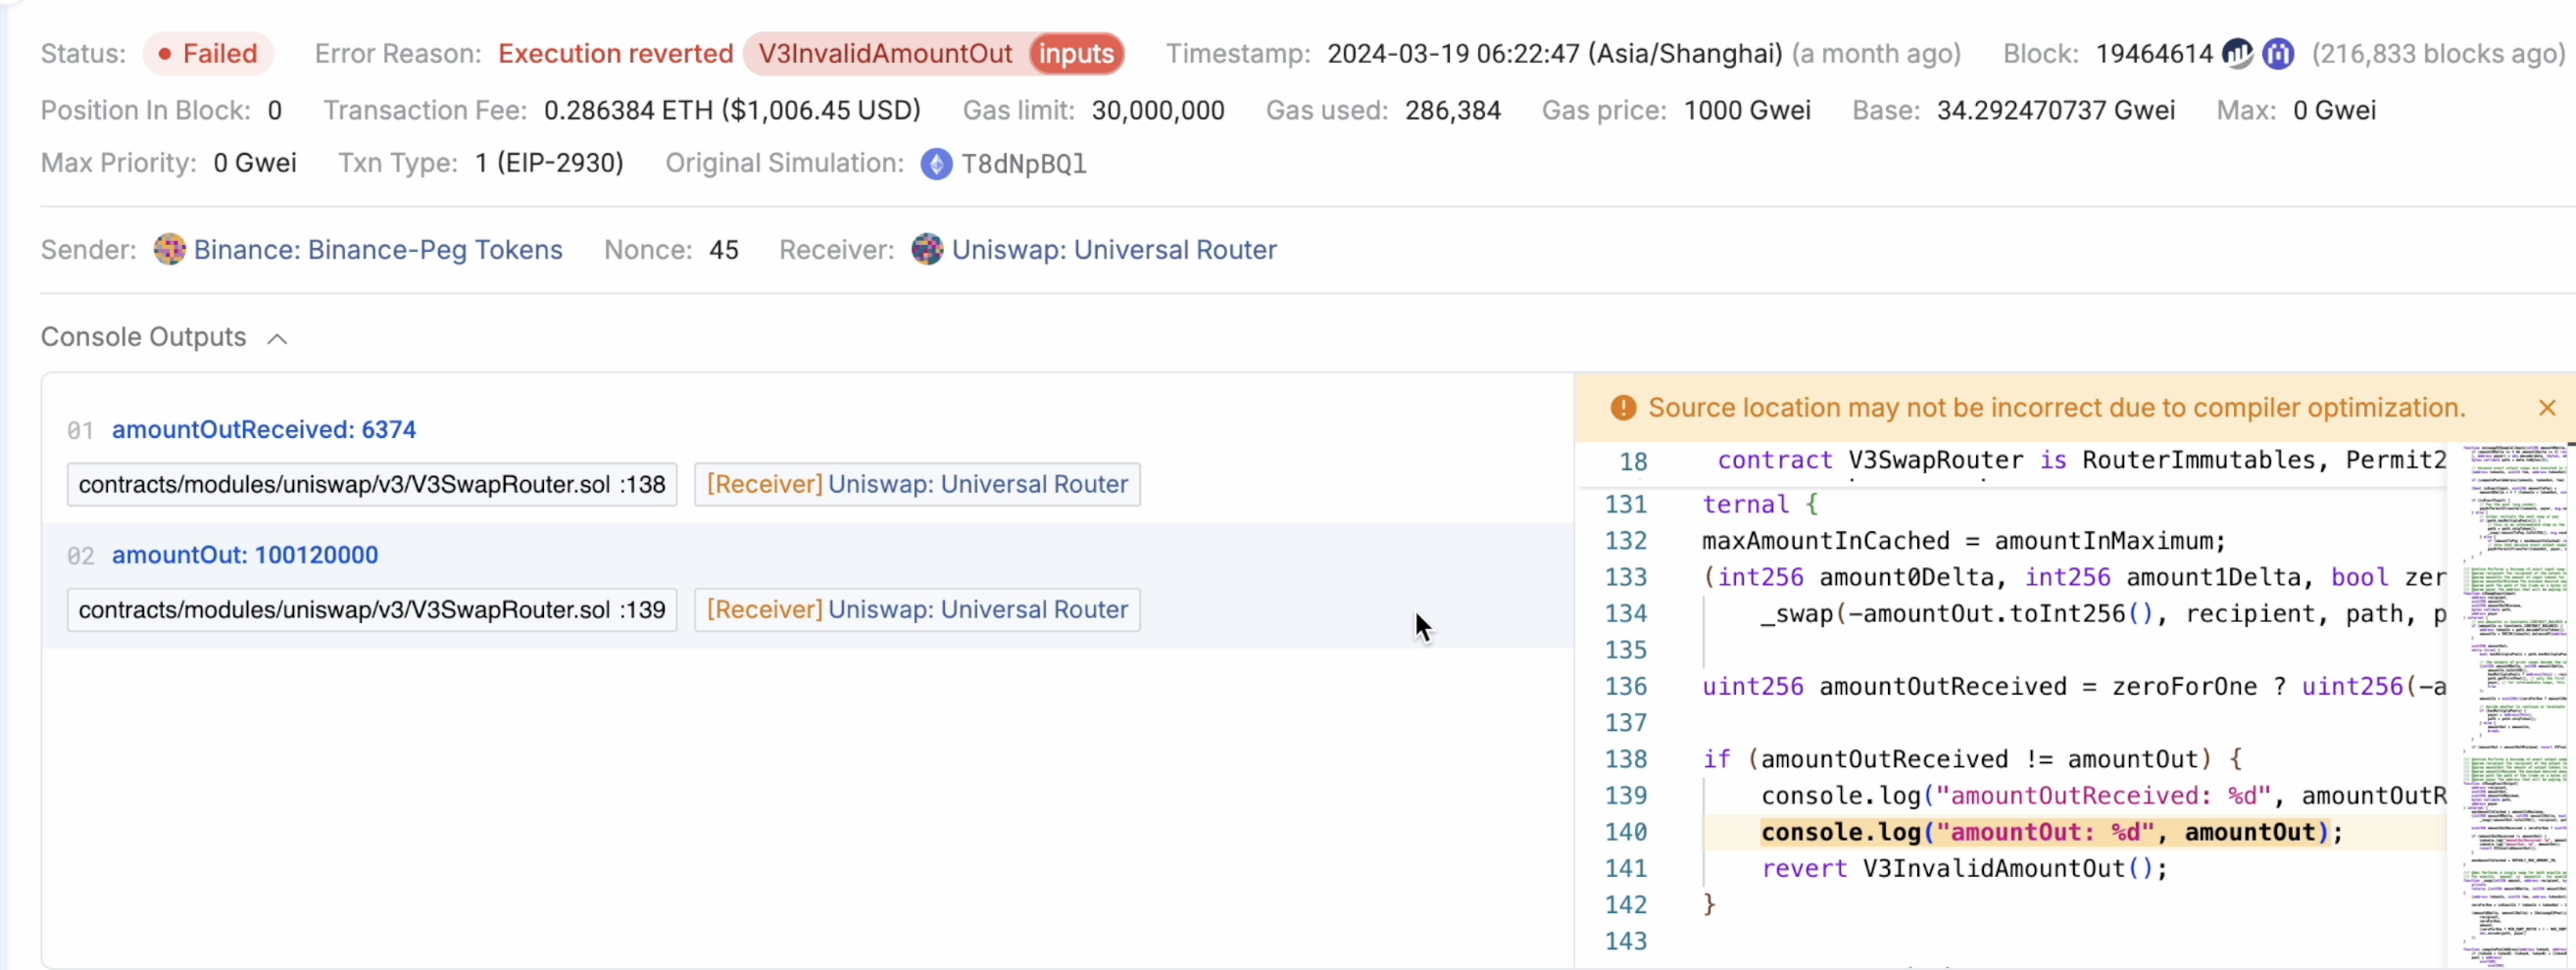 Status: Failed Error Reason: Execution reverted V3InvalidAmountOut inputs Timestamp: 2024-03-19 06:22:47 (Asia/Shanghai) (a month ago) Block: 19464614 (216,833 blocks ago)
Position In Block: 0 Transaction Fee: 0.286384 ETH ($1,006.45 USD) Gas limit: 30,000,000 Gas used: 286,384 Gas price: 1000 Gwei Base: 34.292470737 Gwei Max: 0 Gwei
Max Priority: 0 Gwei Txn Type: 1 (EIP-2930) Original Simulation: T8dNpBQl
Sender: Binance: Binance-Peg Tokens Nonce: 45 Receiver: Uniswap: Universal Router
Console Outputs
01 amountOutReceived: 6374
contracts/modules/uniswap/v3/V3SwapRouter.sol :138 [Receiver] Uniswap: Universal Router
02 amountOut: 100120000
contracts/modules/uniswap/v3/V3SwapRouter.sol :139 [Receiver] Uniswap: Universal Router
Source location may not be incorrect due to compiler optimization.
18 contract V3SwapRouter is RouterImmutables, Permit2
131 ternal {
132 maxAmountInCached = amountInMaximum;
133 (int256 amount0Delta, int256 amount1Delta, bool zer
134 _swap(-amountOut.toInt256(), recipient, path, p
135
136 uint256 amountOutReceived = zeroForOne ? uint256(-a
137
138 if (amountOutReceived != amountOut) {
139 console.log("amountOutReceived: %d", amountOutR
140 console.log("amountOut: %d", amountOut);
141 revert V3InvalidAmountOut();
142 }
143